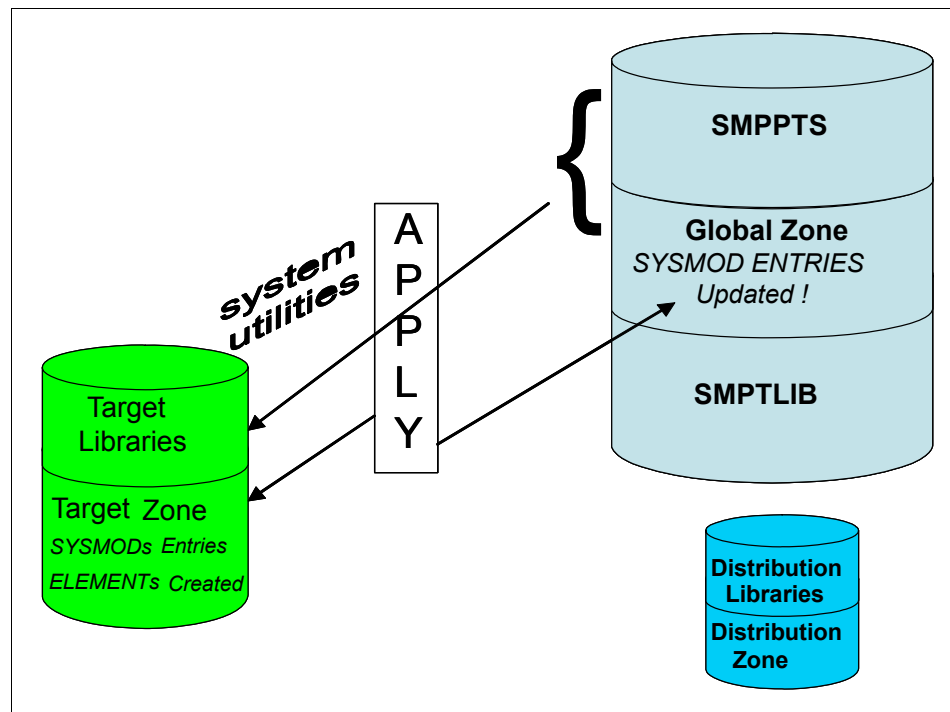 SMPPTS
{
Global Zone
SYSMOD ENTRIES
Updated !
SMPTLIB
A
P
P
L
Y
system
utilities
Target
Libraries
Target Zone
SYSMODs Entries
ELEMENTs Created
Distribution
Libraries
Distribution
Zone